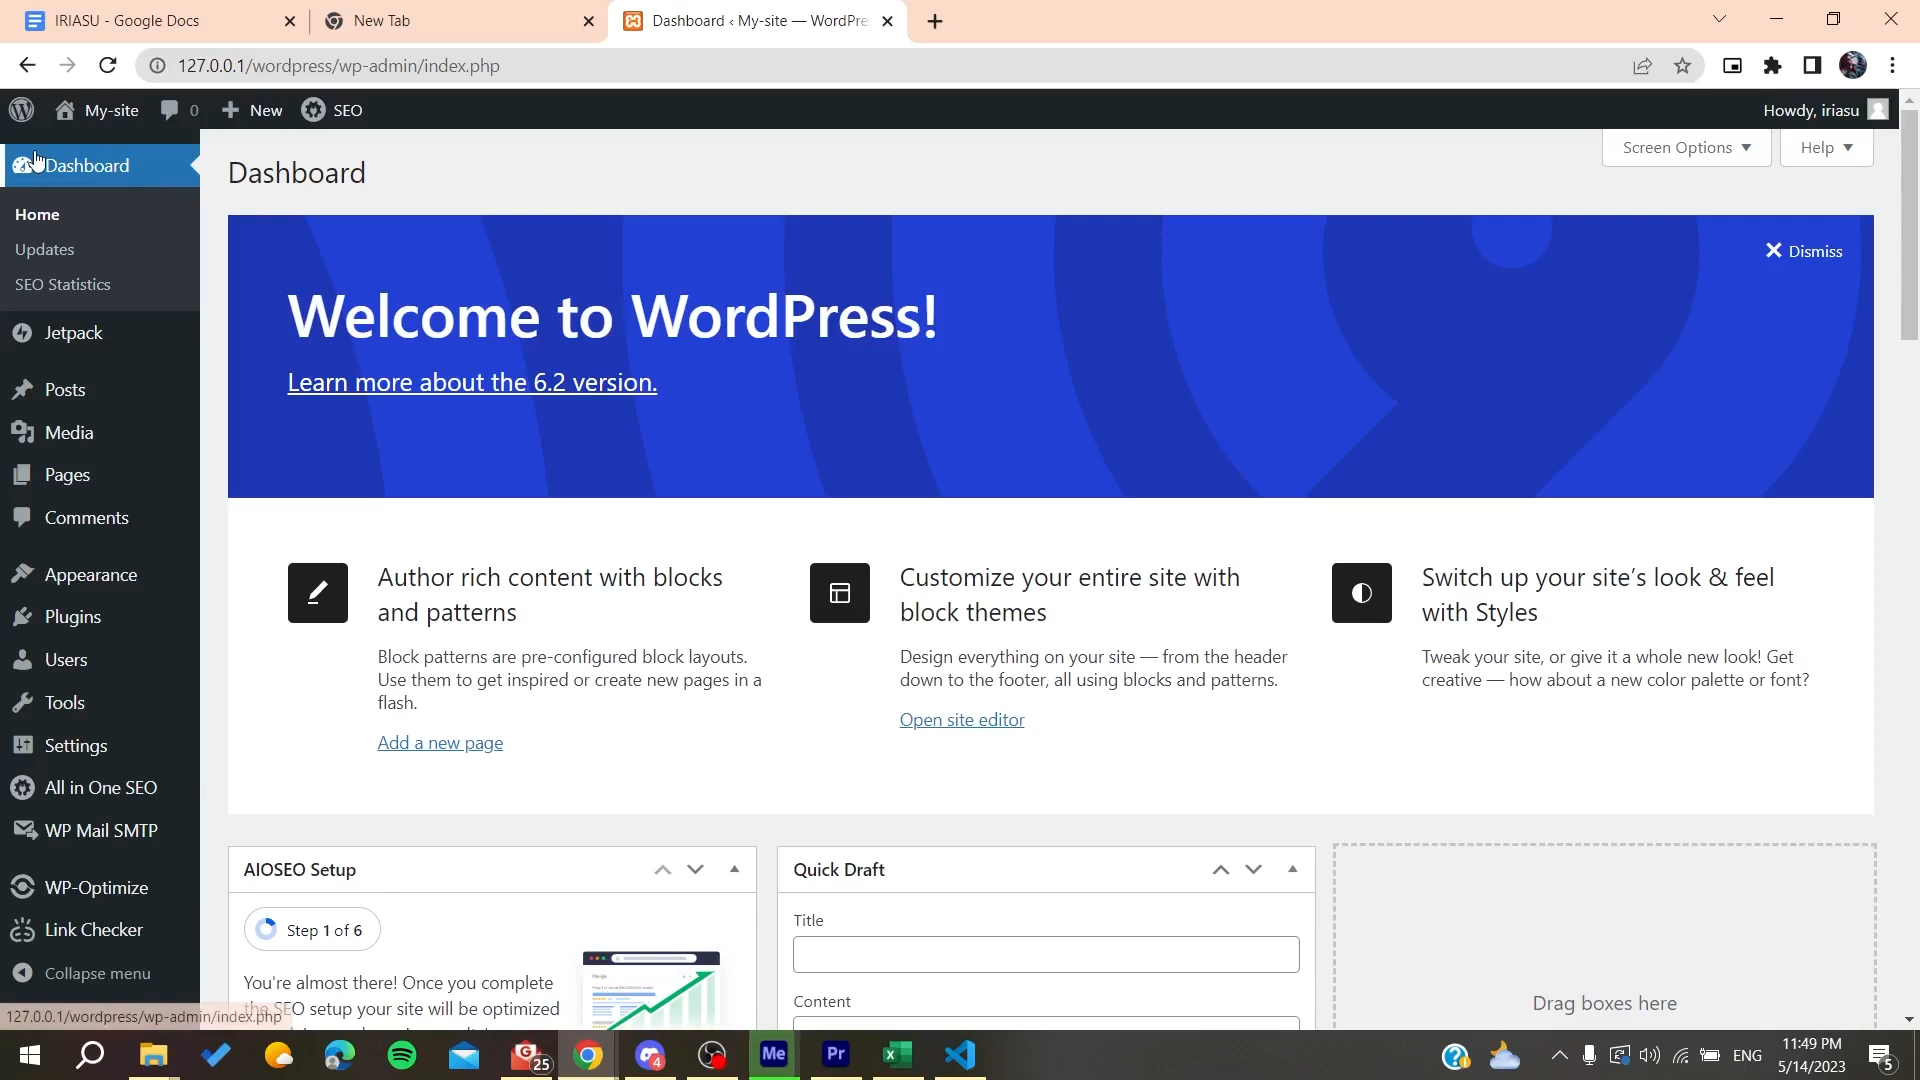 IRIASU - Google Docs
New Tab
Dashboard ‹ My-site — WordPre
127.0.0.1/wordpress/wp-admin/index.php
My-site
0
New
SEO
Howdy, iriasu
Dashboard
Home
Updates
SEO Statistics
Jetpack
Posts
Media
Pages
Comments
Appearance
Plugins
Users
Tools
Settings
All in One SEO
WP Mail SMTP
WP-Optimize
Link Checker
Collapse menu
127.0.0.1/wordpress/wp-admin/index.php
Dashboard
Screen Options
Help
Dismiss
Welcome to WordPress!
Learn more about the 6.2 version.
Author rich content with blocks
and patterns
Block patterns are pre-configured block layouts.
Use them to get inspired or create new pages in a
flash.
Add a new page
Customize your entire site with
block themes
Design everything on your site — from the header
down to the footer, all using blocks and patterns.
Open site editor
Switch up your site’s look & feel
with Styles
Tweak your site, or give it a whole new look! Get
creative — how about a new color palette or font?
AIOSEO Setup
Step 1 of 6
You're almost there! Once you complete
the SEO setup your site will be optimized
Quick Draft
Title
Content
Drag boxes here
25
4
Me
Pr
ENG
11:49 PM
5/14/2023
5